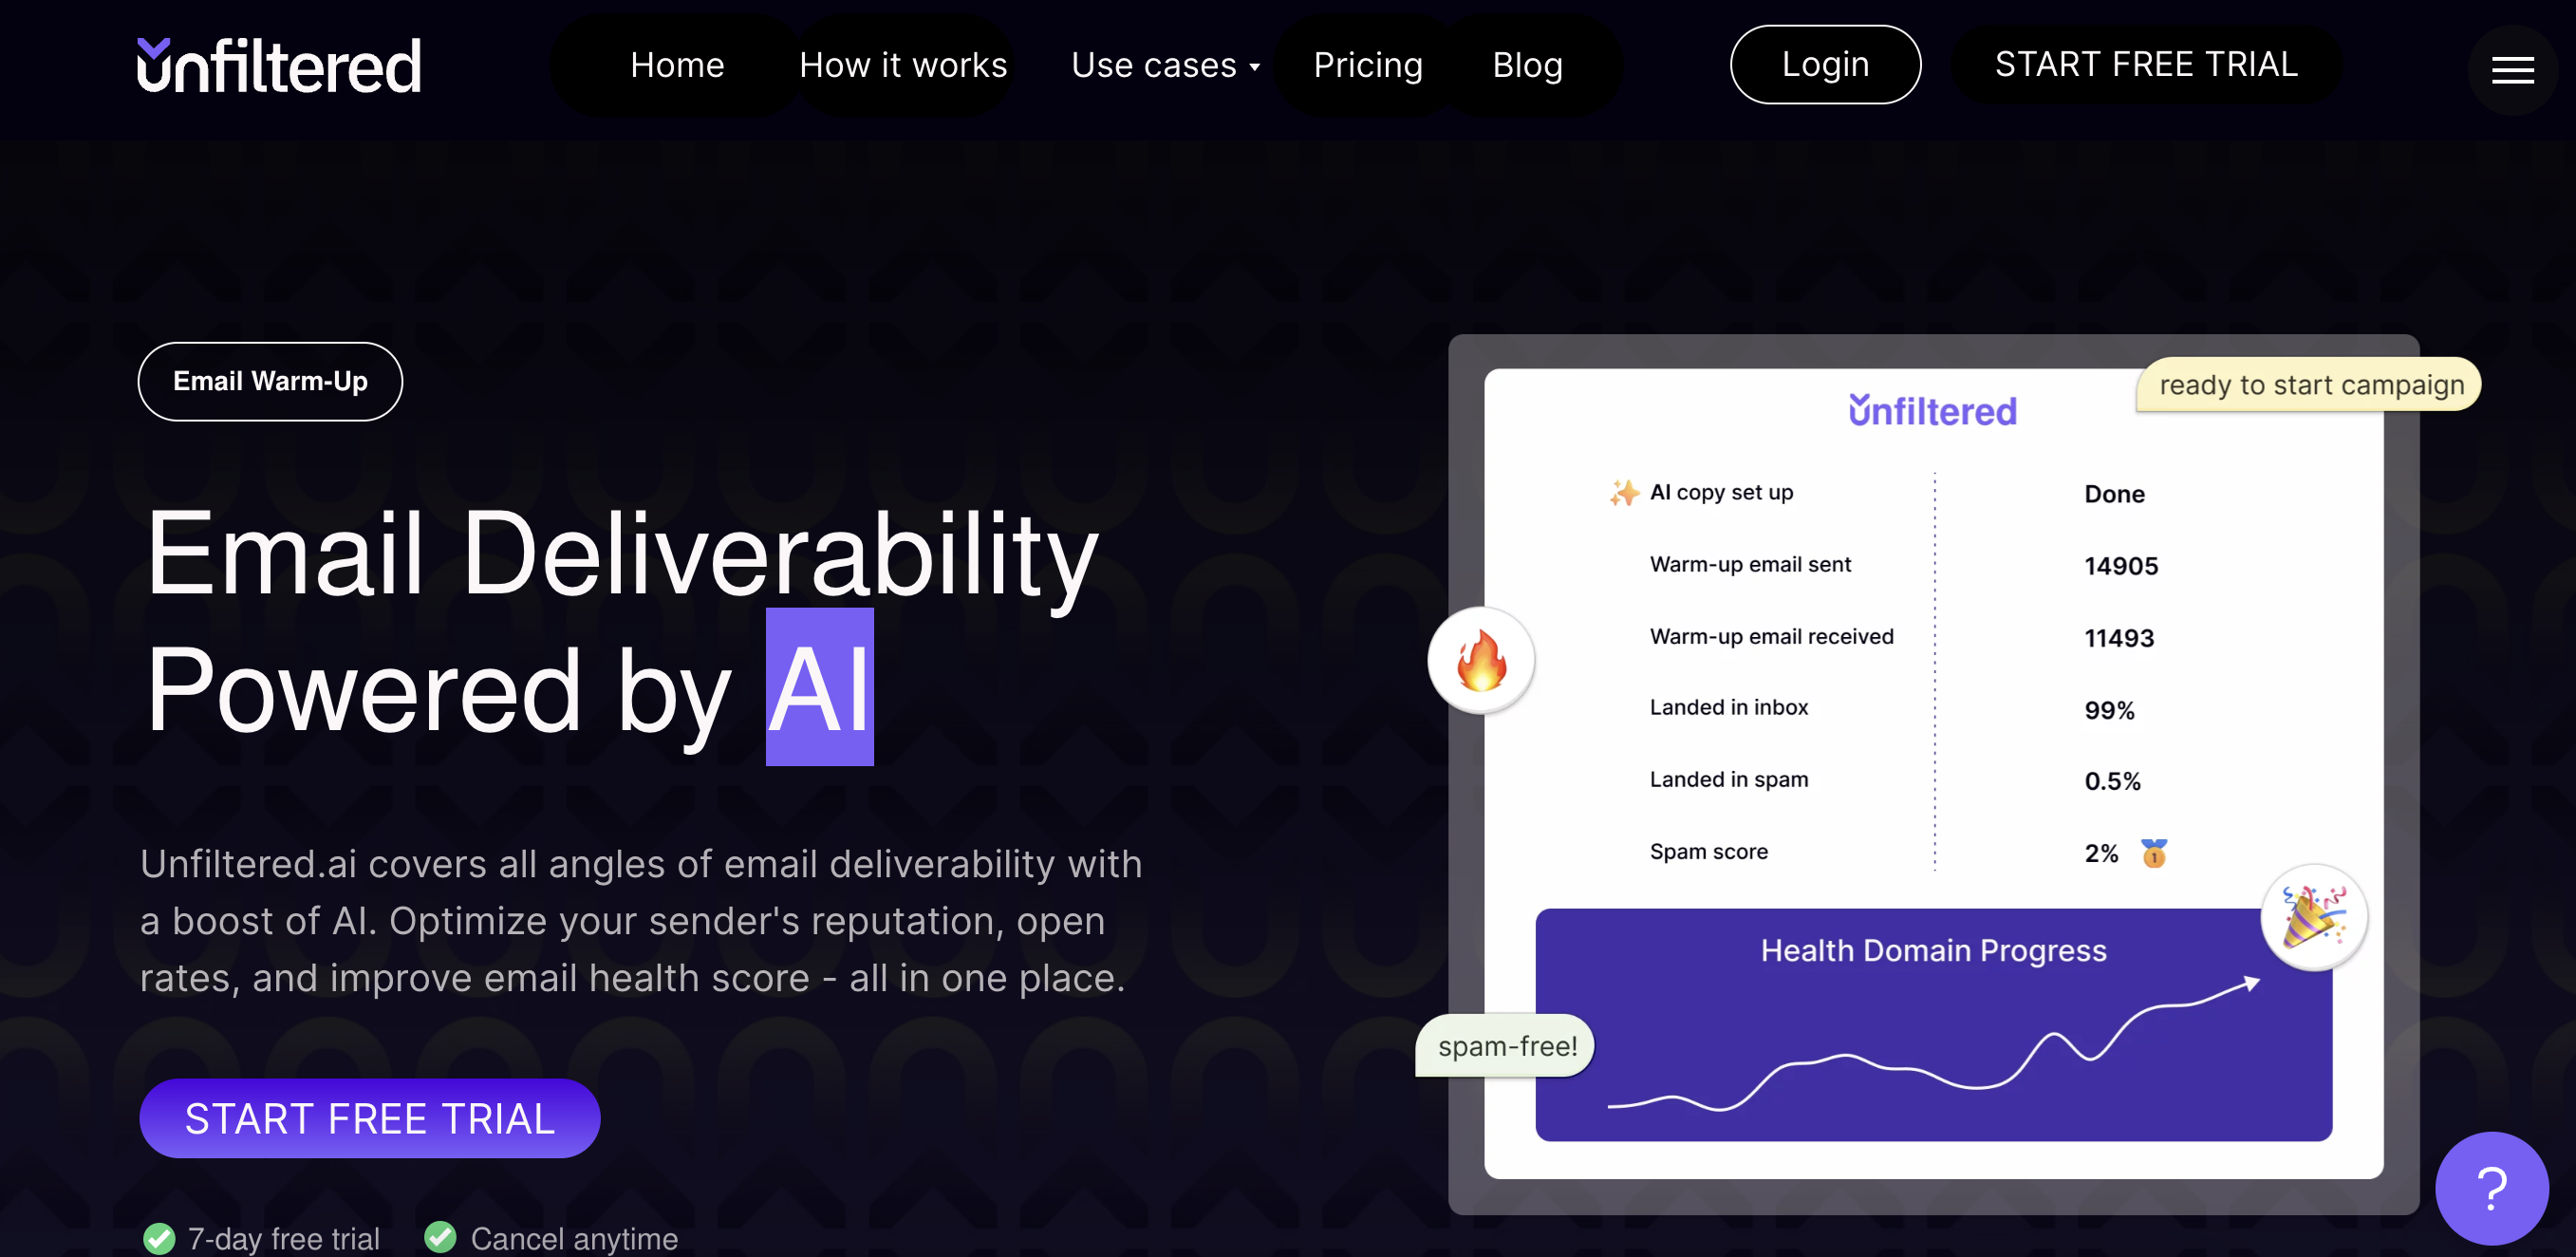 Unfiltered
Home
How it works
Use cases
Pricing
Blog
Login
START FREE TRIAL
Email Warm-Up
Email Deliverability
Powered by AI
Unfiltered.ai covers all angles of email deliverability with
a boost of AI. Optimize your sender's reputation, open
rates, and improve email health score - all in one place.
START FREE TRIAL
7-day free trial
Cancel anytime
ready to start campaign
Unfiltered
AI copy set up Done
Warm-up email sent 14905
Warm-up email received 11493
Landed in inbox 99%
Landed in spam 0.5%
Spam score 2%
1
Health Domain Progress
spam-free!
?